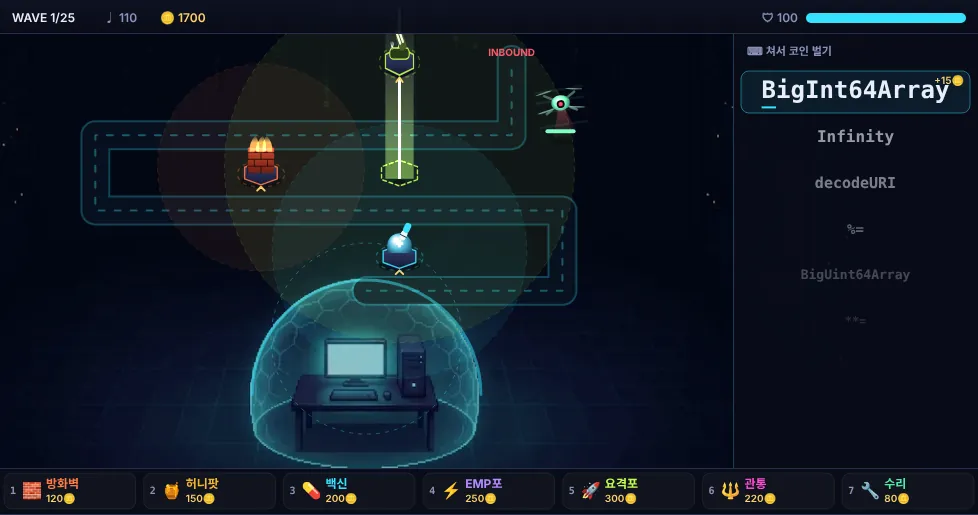 WAVE 1/25
110
1700
100
INBOUND
쳐서 코인 벌기
BigInt64Array
+15
Infinity
decodeURI
%=
BigUint64Array
**=
1 방화벽
120
2 허니팟
150
3 백신
200
4 EMP포
250
5 요격포
300
6 관통
220
7 수리
80